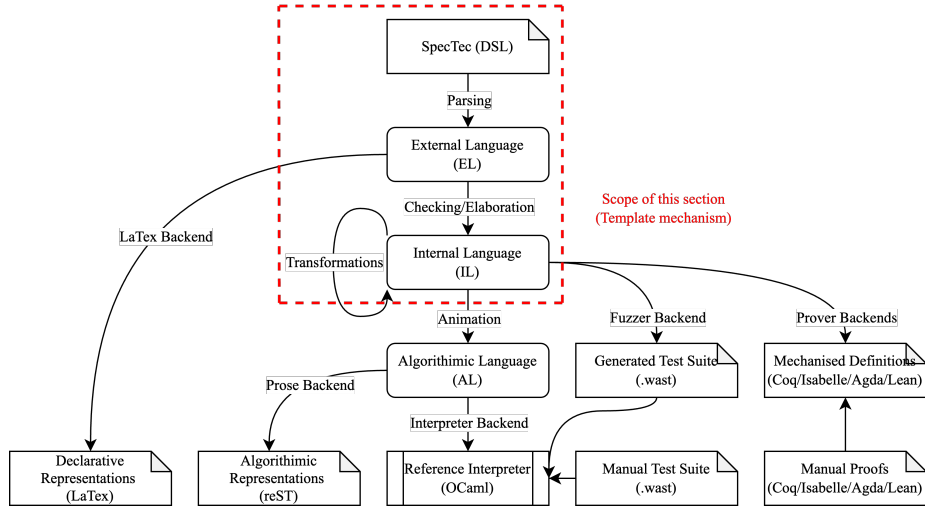 SpecTec (DSL)
Parsing
External Language
(EL)
Checking/Elaboration
Scope of this section
(Template mechanism)
LaTex Backend
Transformations
Internal Language
(IL)
Animation
Fuzzer Backend
Prover Backends
Algorithimic Language
(AL)
Generated Test Suite
(.wast)
Mechanised Definitions
(Coq/Isabelle/Agda/Lean)
Prose Backend
Interpreter Backend
Declarative
Representations
(LaTex)
Algorithimic
Representations
(reST)
Reference Interpreter
(OCaml)
Manual Test Suite
(.wast)
Manual Proofs
(Coq/Isabelle/Agda/Lean)